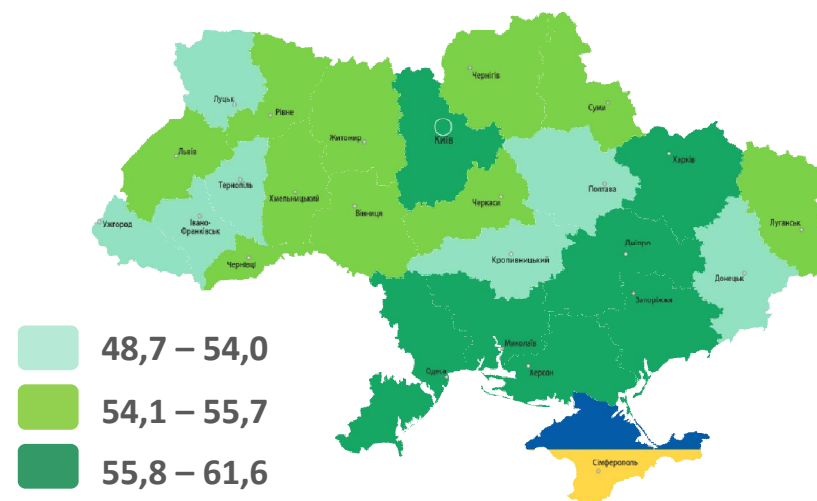 Чернігів
Луцьк
Рівне
Суми
Київ
Житомир
Львів
Харків
Тернопіль
Полтава
Хмельницький
Черкаси
Луганськ
Вінниця
Ужгород
Івано-
Франківськ
Дніпро
Кропивницький
Чернівці
Донецьк
Запоріжжя
Миколаїв
Одеса
Херсон
Сімферополь
48,7 – 54,0
54,1 – 55,7
55,8 – 61,6